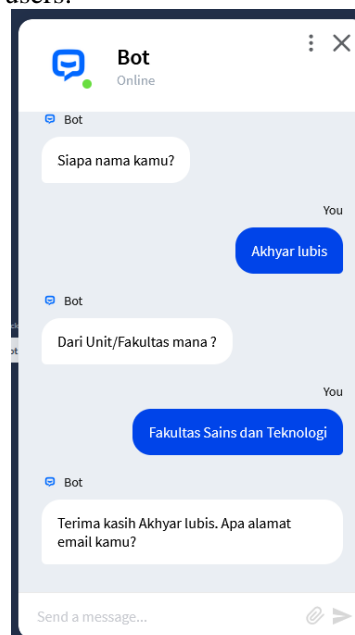 users.
Bot
Online
Bot
Siapa nama kamu?
You
Akhyar lubis
Bot
Dari Unit/Fakultas mana ?
You
Fakultas Sains dan Teknologi
Bot
Terima kasih Akhyar lubis. Apa alamat
email kamu?
Send a message...